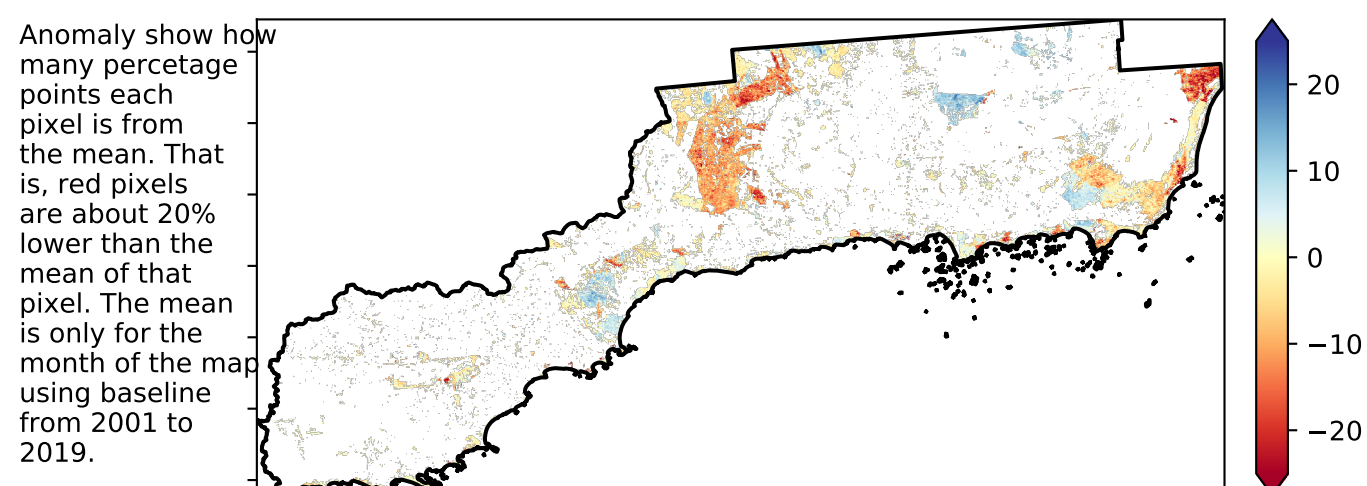 Anomaly show how
many percetage
points each
pixel is from
the mean. That
is, red pixels
are about 20%
lower than the
mean of that
pixel. The mean
is only for the
month of the map
using baseline
from 2001 to
2019.
20
10
0
−10
−20